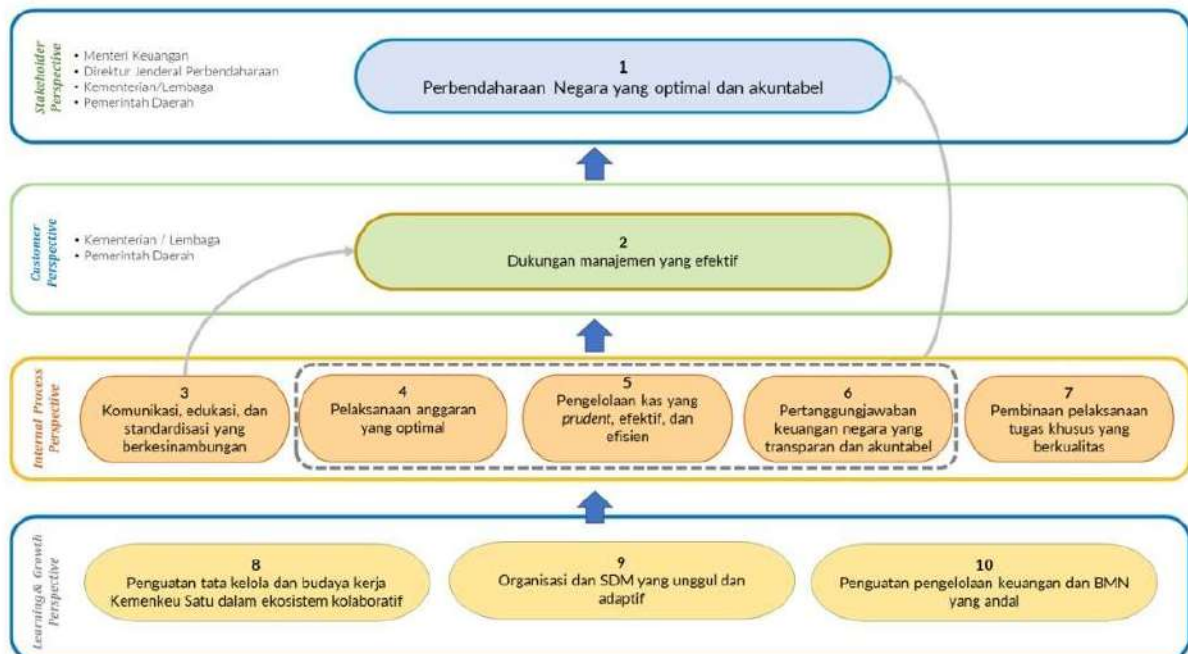 Stakeholder
Perspective
• Menteri Keuangan
• Direktur Jenderal Perbendaharaan
• Kementerian/Lembaga
• Pemerintah Daerah
1
Perbendaharaan Negara yang optimal dan akuntabel
Customer
Perspective
• Kementerian / Lembaga
• Pemerintah Daerah
2
Dukungan manajemen yang efektif
Internal Process
Perspective
3
Komunikasi, edukasi, dan
standardisasi yang
berkesinambungan
4
Pelaksanaan anggaran
yang optimal
5
Pengelolaan kas yang
prudent, efektif, dan
efisien
6
Pertanggungjawaban
keuangan negara yang
transparan dan akuntabel
7
Pembinaan pelaksanaan
tugas khusus yang
berkualitas
Learning & Growth
Perspective
8
Penguatan tata kelola dan budaya kerja
Kemenkeu Satu dalam ekosistem kolaboratif
9
Organisasi dan SDM yang unggul dan
adaptif
10
Penguatan pengelolaan keuangan dan BMN
yang andal